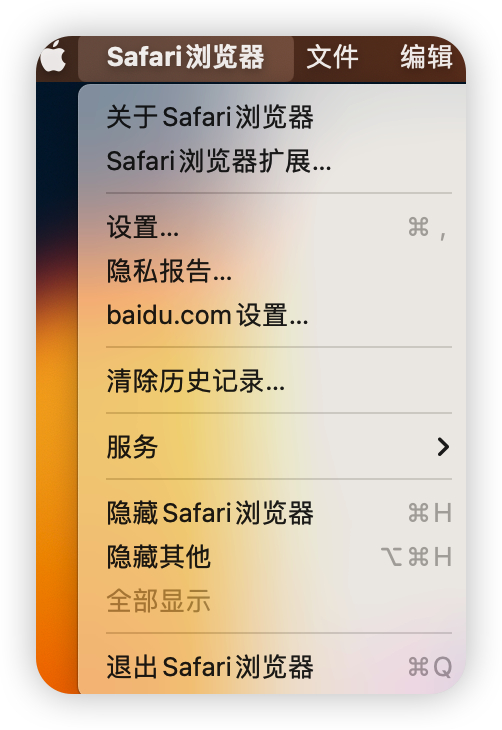 Safari浏览器 文件 编辑
关于Safari浏览器
Safari浏览器扩展...
设置... ⌘ ,
隐私报告...
baidu.com设置...
清除历史记录...
服务
隐藏Safari浏览器 ⌘H
隐藏其他 ⌥⌘H
全部显示
退出Safari浏览器 ⌘Q